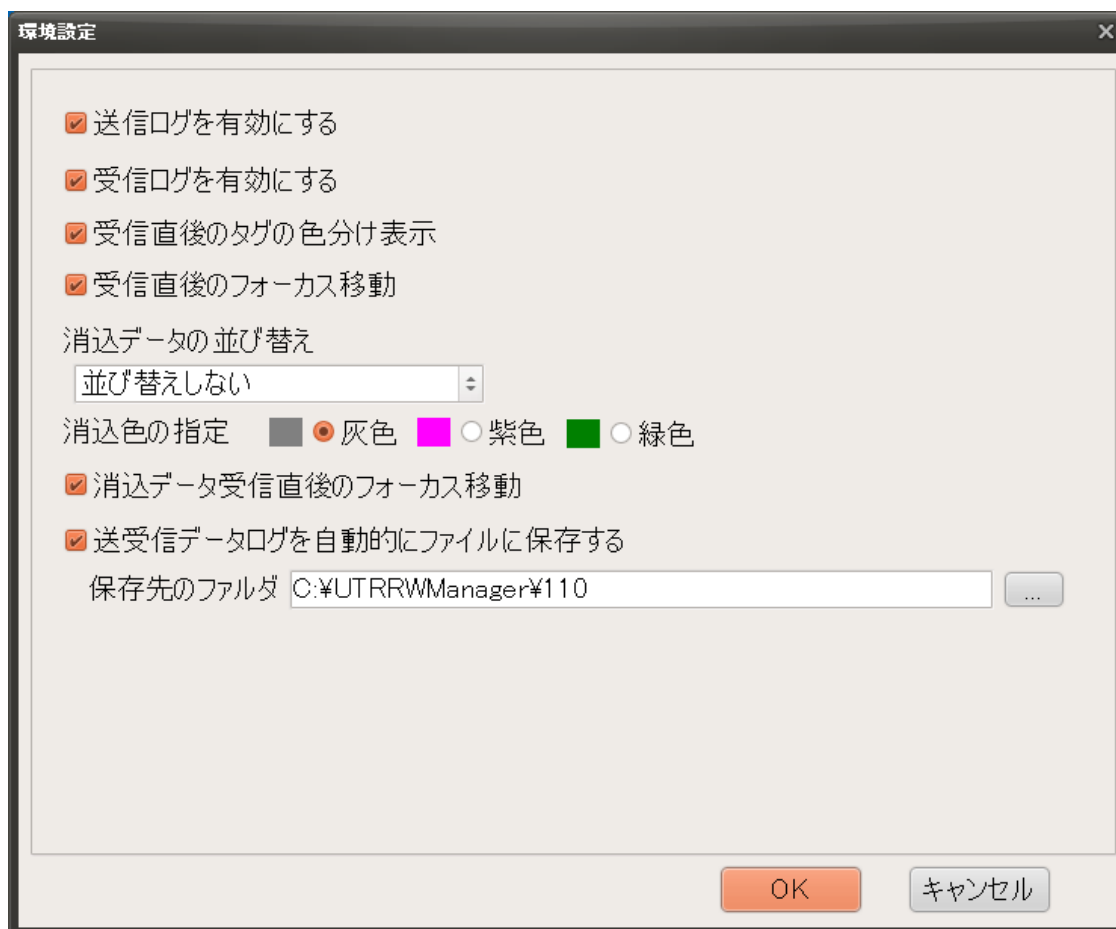 環境設定
送信ログを有効にする
受信ログを有効にする
受信直後のタグの色分け表示
受信直後のフォーカス移動
消込データの並び替え
並び替えしない
消込色の指定 灰色 紫色 緑色
消込データ受信直後のフォーカス移動
送受信データログを自動的にファイルに保存する
保存先のファルダ C:¥UTRRWManager¥110 ...
OK キャンセル